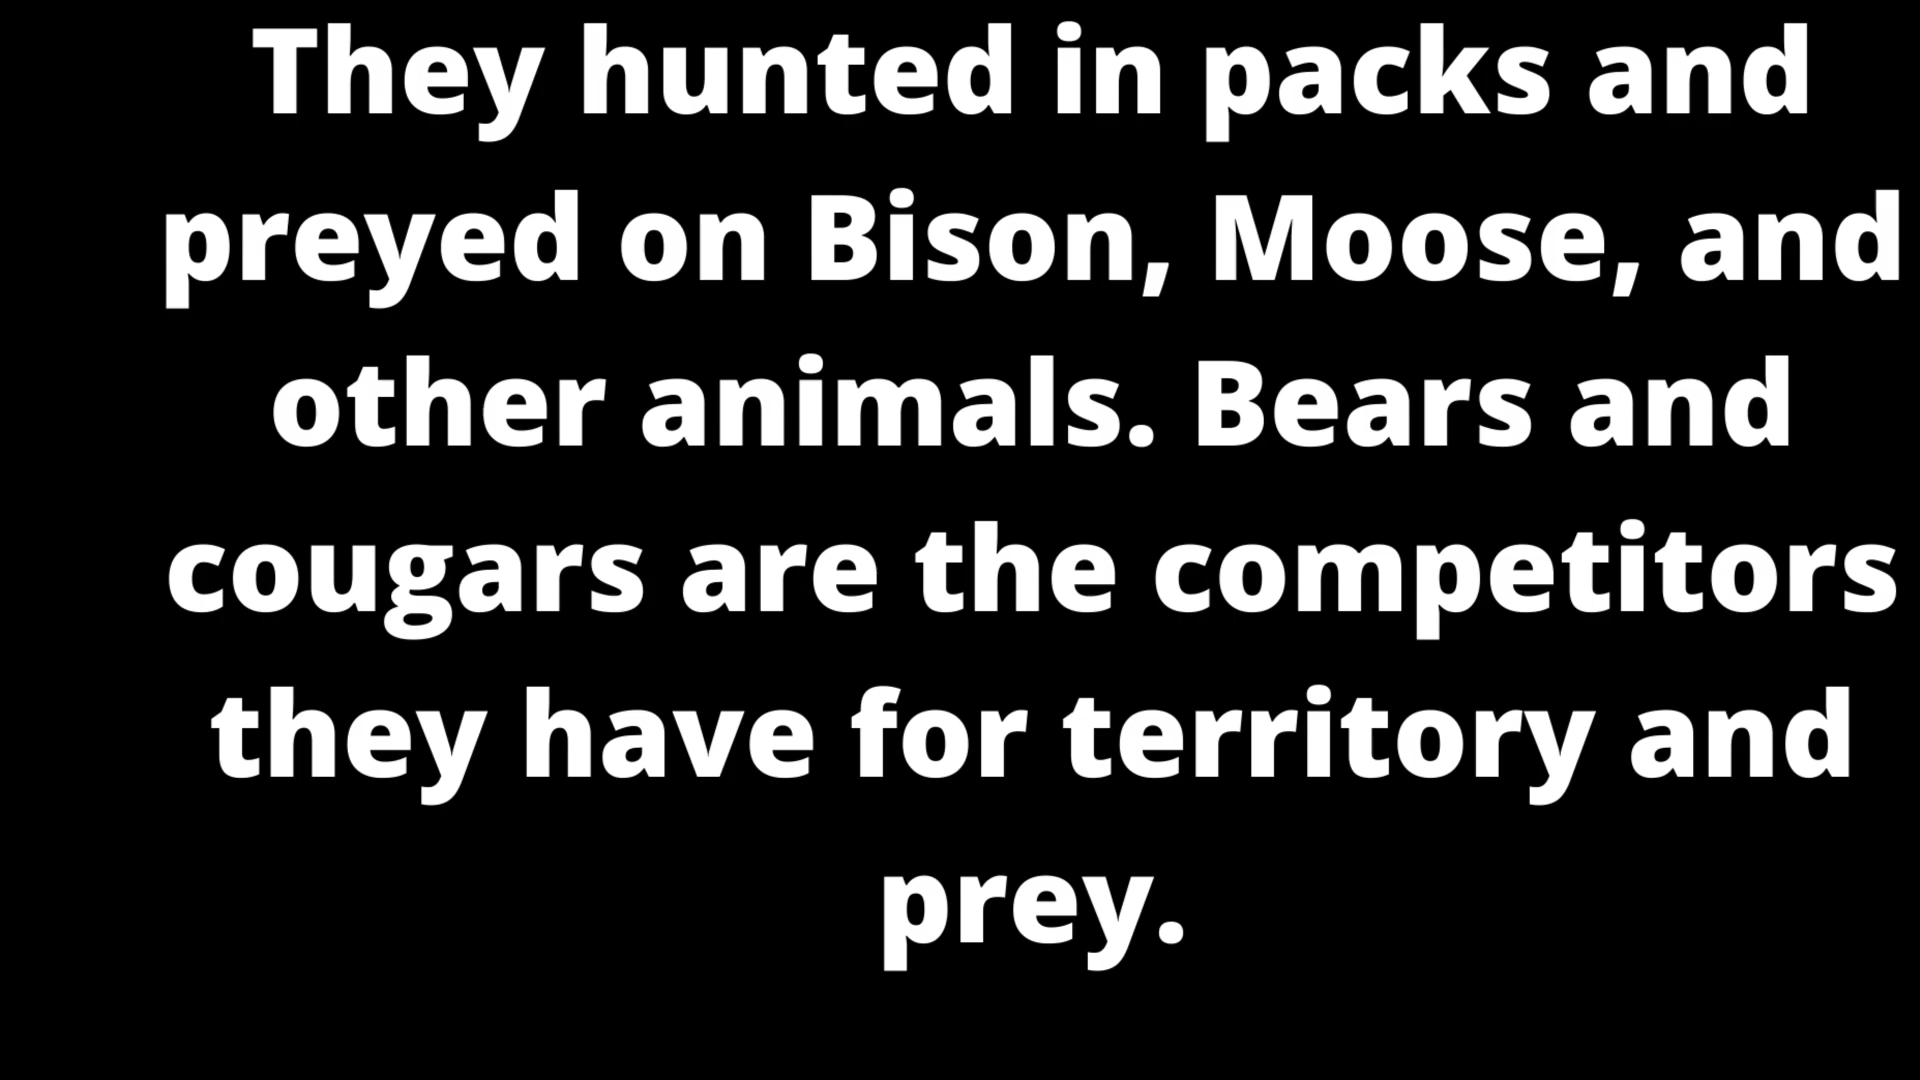 They hunted in packs and
preyed on Bison, Moose, and
other animals. Bears and
cougars are the competitors
they have for territory and
prey.